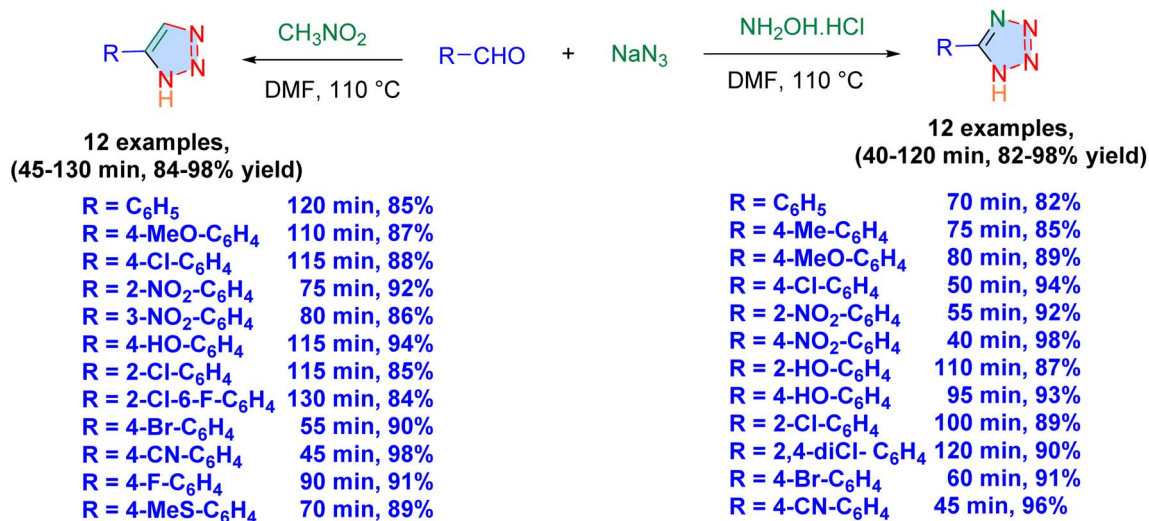 CH₃NO₂
DMF, 110 °C
R–CHO + NaN₃
NH₂OH.HCl
DMF, 110 °C
R
N
N
N
H
R
N
N
N
N
H
12 examples,
(45-130 min, 84-98% yield)
R = C₆H₅ 120 min, 85%
R = 4-MeO-C₆H₄ 110 min, 87%
R = 4-Cl-C₆H₄ 115 min, 88%
R = 2-NO₂-C₆H₄ 75 min, 92%
R = 3-NO₂-C₆H₄ 80 min, 86%
R = 4-HO-C₆H₄ 115 min, 94%
R = 2-Cl-C₆H₄ 115 min, 85%
R = 2-Cl-6-F-C₆H₄ 130 min, 84%
R = 4-Br-C₆H₄ 55 min, 90%
R = 4-CN-C₆H₄ 45 min, 98%
R = 4-F-C₆H₄ 90 min, 91%
R = 4-MeS-C₆H₄ 70 min, 89%
12 examples,
(40-120 min, 82-98% yield)
R = C₆H₅ 70 min, 82%
R = 4-Me-C₆H₄ 75 min, 85%
R = 4-MeO-C₆H₄ 80 min, 89%
R = 4-Cl-C₆H₄ 50 min, 94%
R = 2-NO₂-C₆H₄ 55 min, 92%
R = 4-NO₂-C₆H₄ 40 min, 98%
R = 2-HO-C₆H₄ 110 min, 87%
R = 4-HO-C₆H₄ 95 min, 93%
R = 2-Cl-C₆H₄ 100 min, 89%
R = 2,4-diCl- C₆H₄ 120 min, 90%
R = 4-Br-C₆H₄ 60 min, 91%
R = 4-CN-C₆H₄ 45 min, 96%